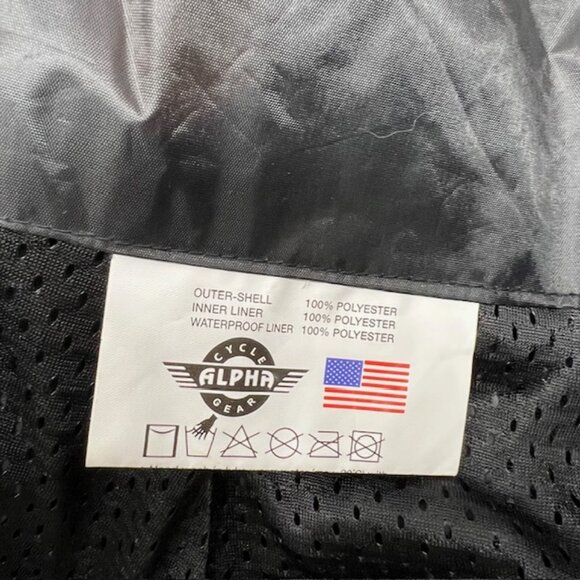 OUTER-SHELL 100% POLYESTER
INNER LINER 100% POLYESTER
WATERPROOF LINER 100% POLYESTER
CYCLE
ALPHA
GEAR